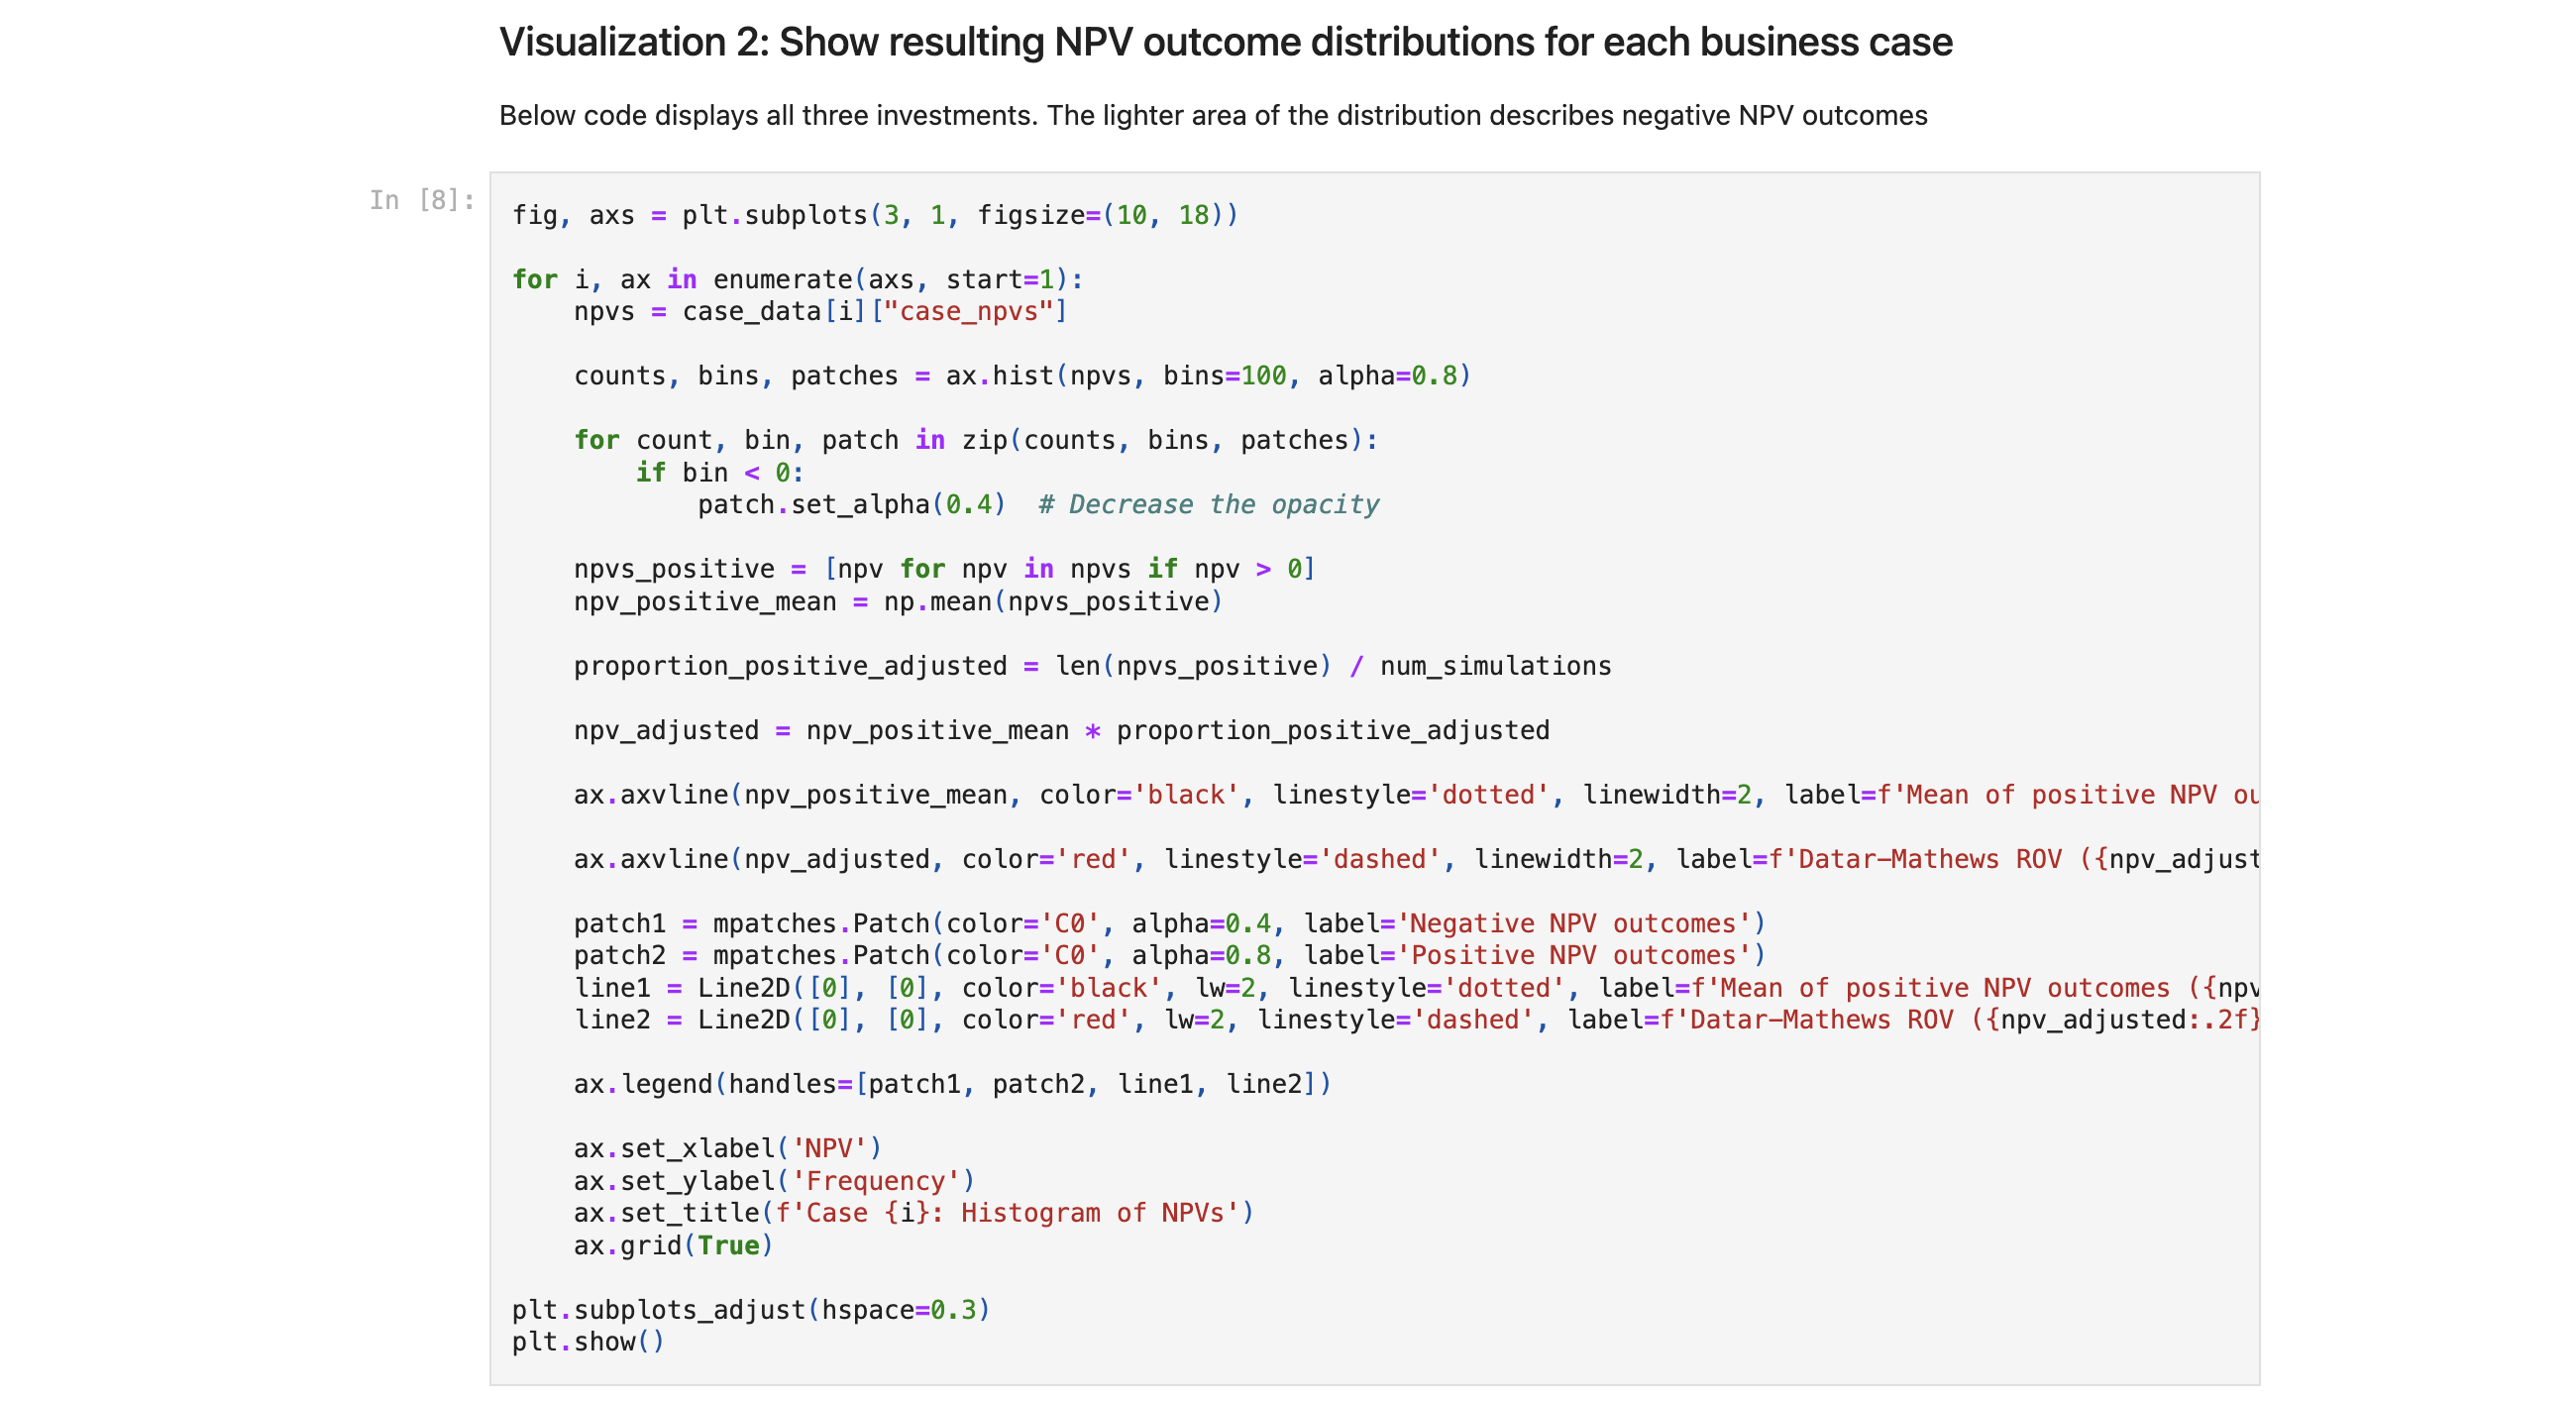 Visualization 2: Show resulting NPV outcome distributions for each business case
Below code displays all three investments. The lighter area of the distribution describes negative NPV outcomes
In [8]:
fig, axs = plt.subplots(3, 1, figsize=(10, 18))
for i, ax in enumerate(axs, start=1):
    npvs = case_data[i]["case_npvs"]
    counts, bins, patches = ax.hist(npvs, bins=100, alpha=0.8)
    for count, bin, patch in zip(counts, bins, patches):
        if bin < 0:
            patch.set_alpha(0.4)  # Decrease the opacity
    npvs_positive = [npv for npv in npvs if npv > 0]
    npv_positive_mean = np.mean(npvs_positive)
    proportion_positive_adjusted = len(npvs_positive) / num_simulations
    npv_adjusted = npv_positive_mean * proportion_positive_adjusted
    ax.axvline(npv_positive_mean, color='black', linestyle='dotted', linewidth=2, label=f'Mean of positive NPV ou
    ax.axvline(npv_adjusted, color='red', linestyle='dashed', linewidth=2, label=f'Datar–Mathews ROV ({npv_adjust
    patch1 = mpatches.Patch(color='C0', alpha=0.4, label='Negative NPV outcomes')
    patch2 = mpatches.Patch(color='C0', alpha=0.8, label='Positive NPV outcomes')
    line1 = Line2D([0], [0], color='black', lw=2, linestyle='dotted', label=f'Mean of positive NPV outcomes ({npv
    line2 = Line2D([0], [0], color='red', lw=2, linestyle='dashed', label=f'Datar–Mathews ROV ({npv_adjusted:.2f}
    ax.legend(handles=[patch1, patch2, line1, line2])
    ax.set_xlabel('NPV')
    ax.set_ylabel('Frequency')
    ax.set_title(f'Case {i}: Histogram of NPVs')
    ax.grid(True)
plt.subplots_adjust(hspace=0.3)
plt.show()